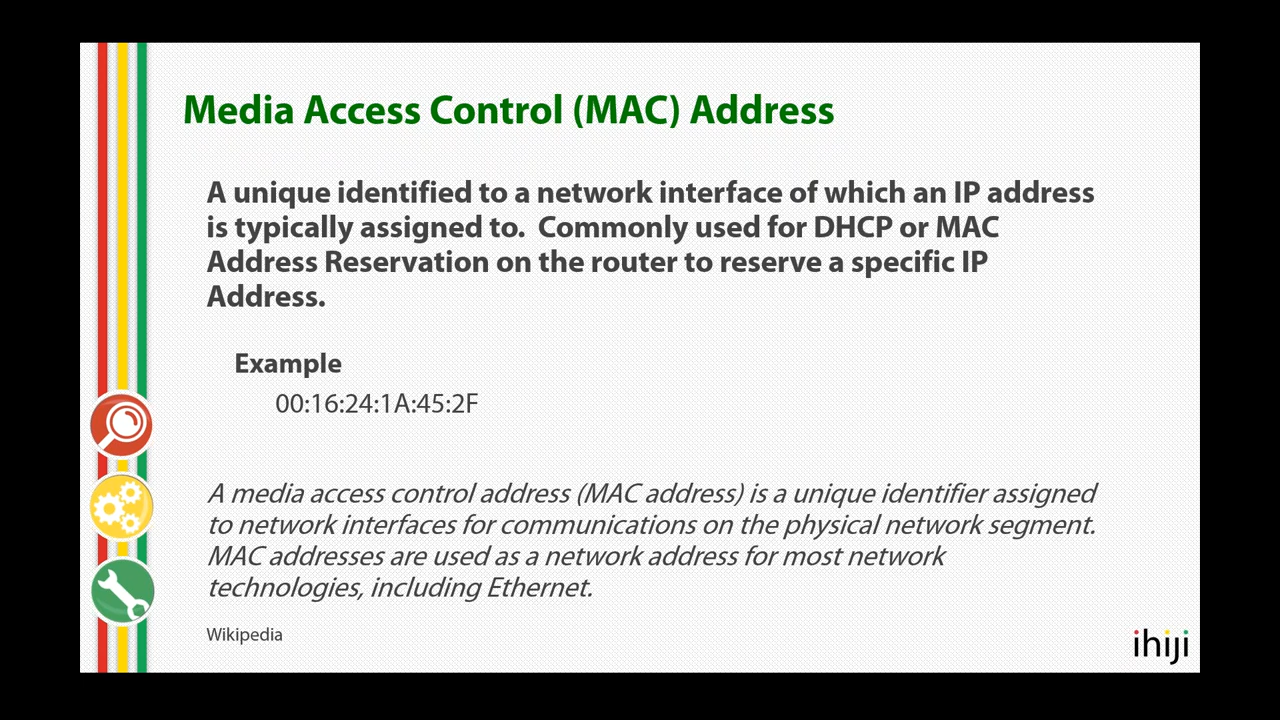 Media Access Control (MAC) Address
A unique identified to a network interface of which an IP address
is typically assigned to.  Commonly used for DHCP or MAC
Address Reservation on the router to reserve a specific IP
Address.
Example
00:16:24:1A:45:2F
A media access control address (MAC address) is a unique identifier assigned
to network interfaces for communications on the physical network segment.
MAC addresses are used as a network address for most network
technologies, including Ethernet.
Wikipedia
ihiji